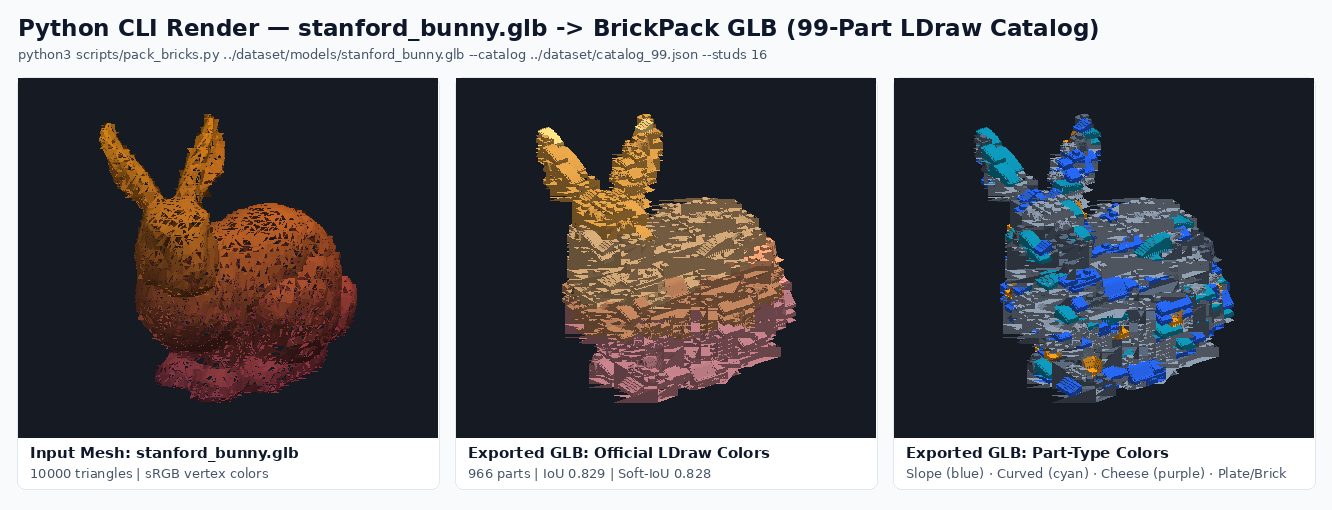 Python CLI Render — stanford_bunny.glb -> BrickPack GLB (99-Part LDraw Catalog)
python3 scripts/pack_bricks.py ../dataset/models/stanford_bunny.glb --catalog ../dataset/catalog_99.json --studs 16
Input Mesh: stanford_bunny.glb
10000 triangles | sRGB vertex colors
Exported GLB: Official LDraw Colors
966 parts | IoU 0.829 | Soft-IoU 0.828
Exported GLB: Part-Type Colors
Slope (blue) · Curved (cyan) · Cheese (purple) · Plate/Brick